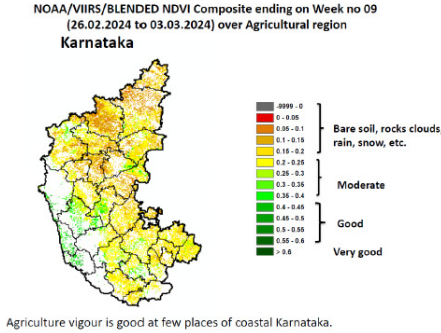 NOAA/VIIRS/BLENDED NDVI Composite ending on Week no 09
(26.02.2024 to 03.03.2024) over Agricultural region
Karnataka
-9999 - 0
0 - 0.05
0.05 - 0.1
0.1 - 0.15
0.15 - 0.2
0.2 - 0.25
0.25 - 0.3
0.3 - 0.35
0.35 - 0.4
0.4 - 0.45
0.45 - 0.5
0.5 - 0.55
0.55 - 0.6
> 0.6
Bare soil, rocks clouds,
rain, snow, etc.
Moderate
Good
Very good
Agriculture vigour is good at few places of coastal Karnataka.